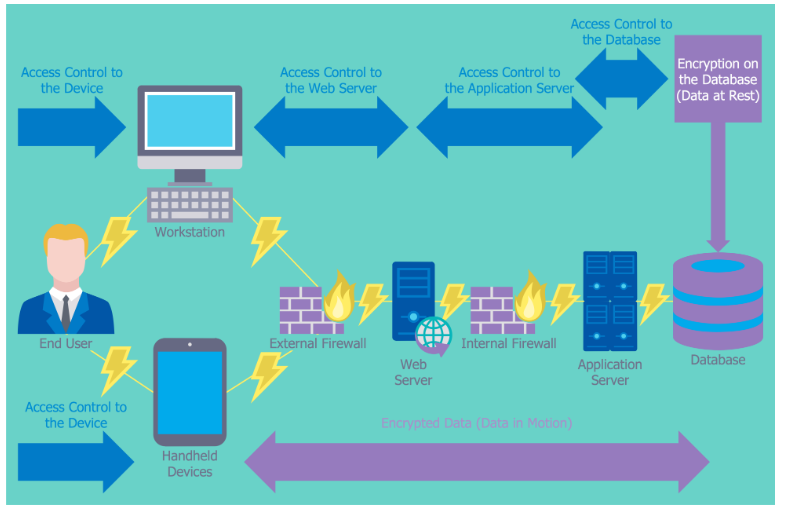 Access Control to
the Database
Access Control to
the Device
Access Control to
the Web Server
Access Control to
the Application Server
Encryption on
the Database
(Data at Rest)
Workstation
End User
External Firewall
Web
Server
Internal Firewall
Application
Server
Database
Access Control to
the Device
Encrypted Data (Data in Motion)
Handheld
Devices